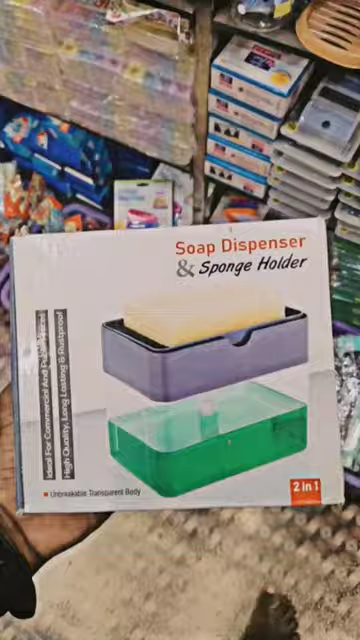 Soap Dispenser
& Sponge Holder
Ideal For Commercial And
High Quality, Long Lasting & Rustproof
Unbreakable Transparent Body
2 in 1